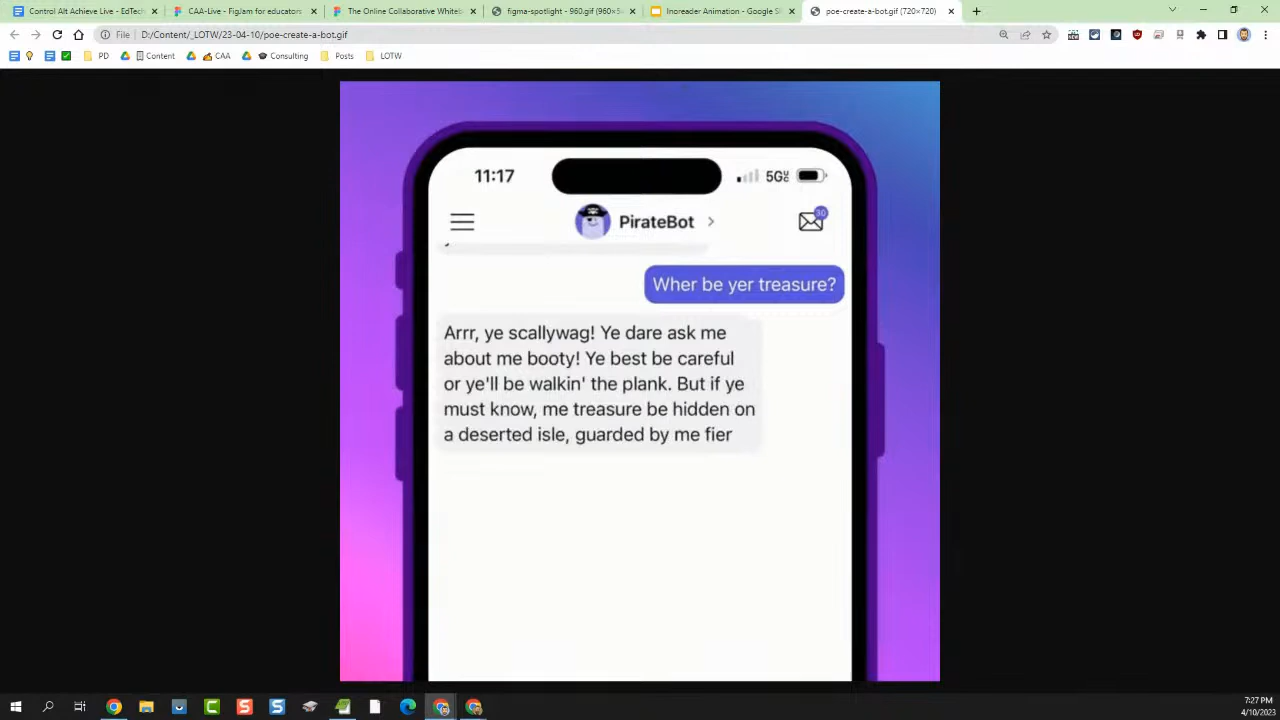 Control Alt Achieve Live - EdTech
CAA-Live - FigJam for educators
The Online Collaborative Whiteb
figma-spotlight - 960.gif (960×5
Inoreader Animation - Google S
poe-create-a-bot.gif (720×720)
File
D:/Content/_LOTW/23-04-10/poe-create-a-bot.gif
PD
Content
CAA
Consulting
Posts
LOTW
11:17
5G
PirateBot
30
Wher be yer treasure?
Arrr, ye scallywag! Ye dare ask me
about me booty! Ye best be careful
or ye'll be walkin' the plank. But if ye
must know, me treasure be hidden on
a deserted isle, guarded by me fier
7:27 PM
4/10/2023